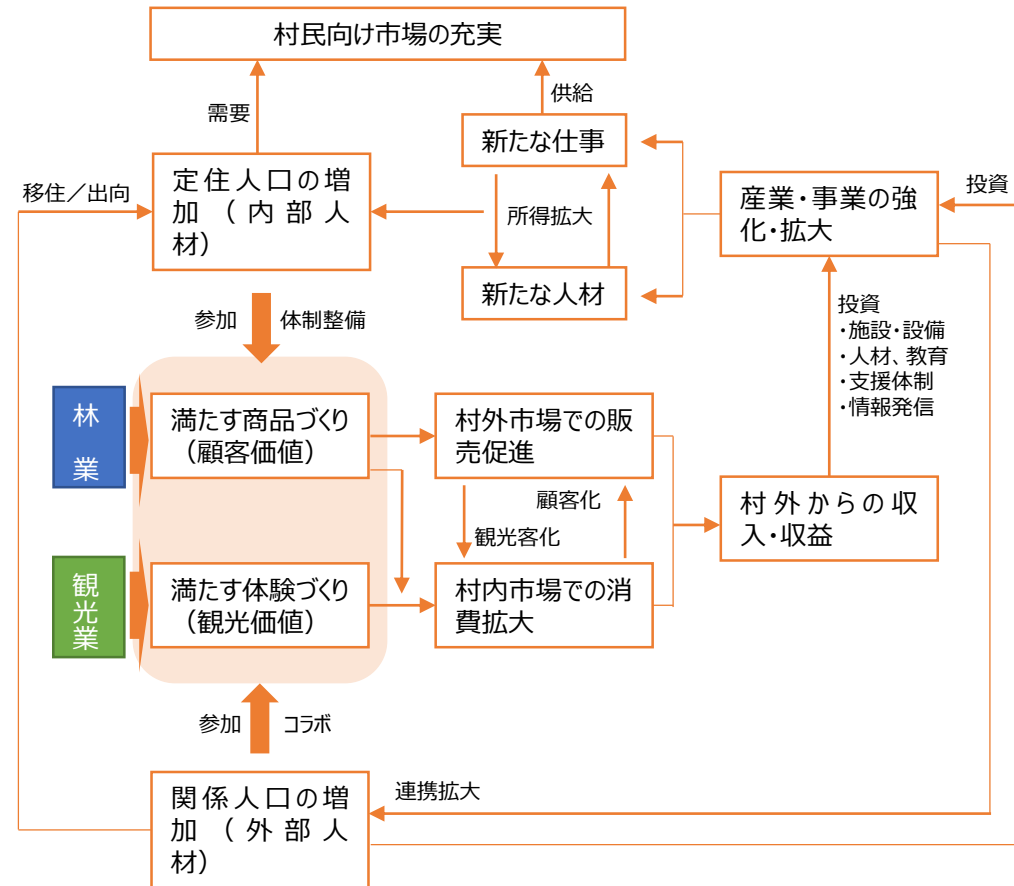 村民向け市場の充実
需要
供給
新たな仕事
移住／出向
定住人口の増
加（内部人
材）
所得拡大
産業・事業の強
化・拡大
投資
新たな人材
参加
体制整備
投資
・施設・設備
・人材、教育
・支援体制
・情報発信
林
業
満たす商品づくり
（顧客価値）
村外市場での販
売促進
顧客化
観光客化
村外からの収
入・収益
観
光
業
満たす体験づくり
（観光価値）
村内市場での消
費拡大
参加
コラボ
関係人口の増
加（外部人
材）
連携拡大